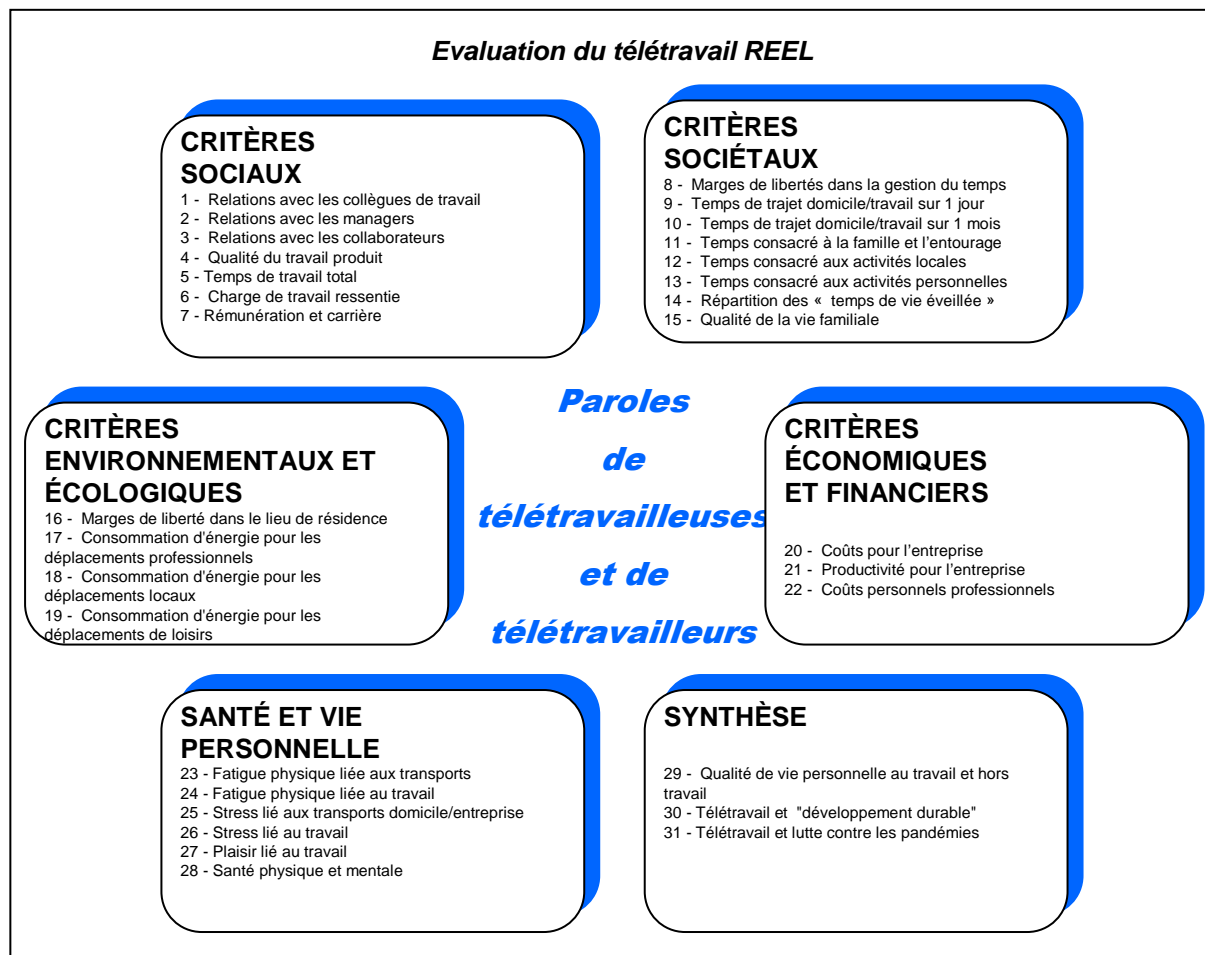 Evaluation du télétravail REEL
CRITÈRES
SOCIAUX
1 - Relations avec les collègues de travail
2 - Relations avec les managers
3 - Relations avec les collaborateurs
4 - Qualité du travail produit
5 - Temps de travail total
6 - Charge de travail ressentie
7 - Rémunération et carrière
CRITÈRES
SOCIÉTAUX
8 - Marges de libertés dans la gestion du temps
9 - Temps de trajet domicile/travail sur 1 jour
10 - Temps de trajet domicile/travail sur 1 mois
11 - Temps consacré à la famille et l'entourage
12 - Temps consacré aux activités locales
13 - Temps consacré aux activités personnelles
14 - Répartition des « temps de vie éveillée »
15 - Qualité de la vie familiale
CRITÈRES
ENVIRONNEMENTAUX ET
ÉCOLOGIQUES
16 - Marges de liberté dans le lieu de résidence
17 - Consommation d'énergie pour les
déplacements professionnels
18 - Consommation d'énergie pour les
déplacements locaux
19 - Consommation d'énergie pour les
déplacements de loisirs
Paroles
de
télétravailleuses
et de
télétravailleurs
CRITÈRES
ÉCONOMIQUES
ET FINANCIERS
20 - Coûts pour l'entreprise
21 - Productivité pour l'entreprise
22 - Coûts personnels professionnels
SANTÉ ET VIE
PERSONNELLE
23 - Fatigue physique liée aux transports
24 - Fatigue physique liée au travail
25 - Stress lié aux transports domicile/entreprise
26 - Stress lié au travail
27 - Plaisir lié au travail
28 - Santé physique et mentale
SYNTHÈSE
29 - Qualité de vie personnelle au travail et hors
travail
30 - Télétravail et "développement durable"
31 - Télétravail et lutte contre les pandémies